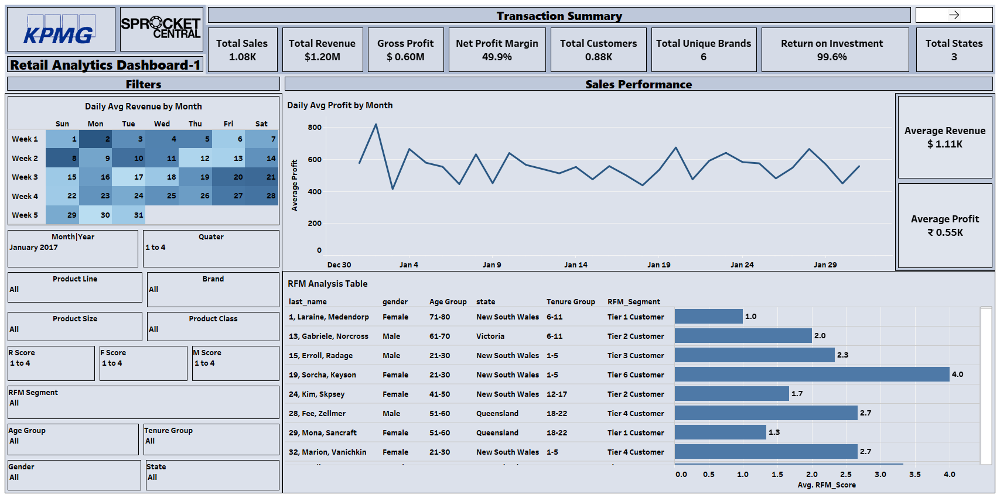 KPMG
SPROCKET
CENTRAL
Retail Analytics Dashboard-1
Transaction Summary
→
Total Sales
1.08K
Total Revenue
$1.20M
Gross Profit
$ 0.60M
Net Profit Margin
49.9%
Total Customers
0.88K
Total Unique Brands
6
Return on Investment
99.6%
Total States
3
Filters
Daily Avg Revenue by Month
Sun Mon Tue Wed Thu Fri Sat
Week 1 1 2 3 4 5 6 7
Week 2 8 9 10 11 12 13 14
Week 3 15 16 17 18 19 20 21
Week 4 22 23 24 25 26 27 28
Week 5 29 30 31
Month|Year
January 2017
Quater
1 to 4
Product Line
All
Brand
All
Product Size
All
Product Class
All
R Score
1 to 4
F Score
1 to 4
M Score
1 to 4
RFM Segment
All
Age Group
All
Tenure Group
All
Gender
All
State
All
Sales Performance
Daily Avg Profit by Month
Average Profit
800
600
400
200
0
Dec 30 Jan 4 Jan 9 Jan 14 Jan 19 Jan 24 Jan 29
Average Revenue
$ 1.11K
Average Profit
₹ 0.55K
RFM Analysis Table
last_name gender Age Group state Tenure Group RFM_Segment
1, Laraine, Medendorp Female 71-80 New South Wales 6-11 Tier 1 Customer 1.0
13, Gabriele, Norcross Male 61-70 Victoria 6-11 Tier 2 Customer 2.0
15, Erroll, Radage Male 21-30 New South Wales 1-5 Tier 3 Customer 2.3
19, Sorcha, Keyson Female 21-30 New South Wales 1-5 Tier 6 Customer 4.0
24, Kim, Skpsey Female 41-50 New South Wales 12-17 Tier 2 Customer 1.7
28, Fee, Zellmer Male 51-60 Queensland 18-22 Tier 4 Customer 2.7
29, Mona, Sancraft Female 51-60 Queensland 18-22 Tier 1 Customer 1.3
32, Marion, Vanichkin Female 21-30 New South Wales 1-5 Tier 4 Customer 2.7
0.0 0.5 1.0 1.5 2.0 2.5 3.0 3.5 4.0
Avg. RFM_Score